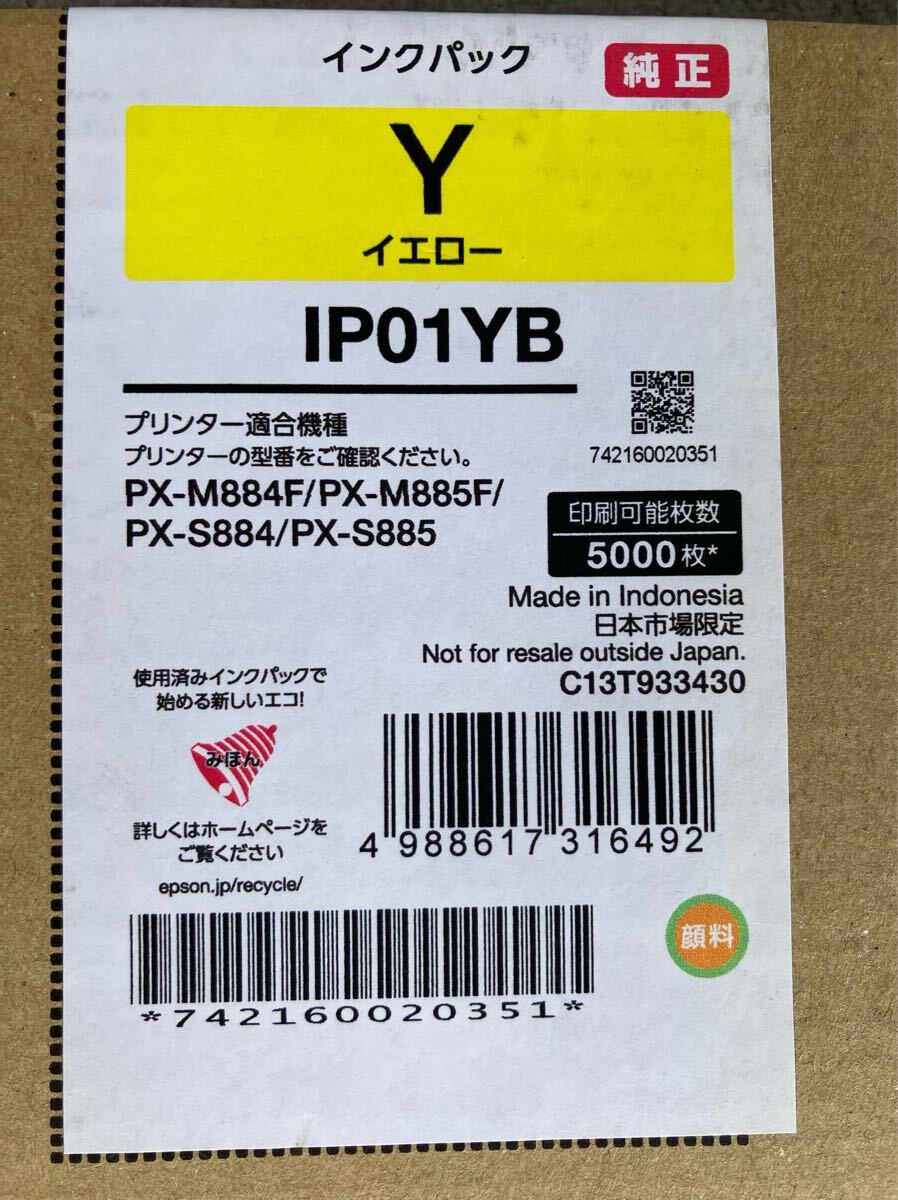 インクパック
純正
Y
イエロー
IP01YB
プリンター適合機種
プリンターの型番をご確認ください。
PX-M884F/PX-M885F/
PX-S884/PX-S885
742160020351
印刷可能枚数
5000枚*
Made in Indonesia
日本市場限定
Not for resale outside Japan.
C13T933430
使用済みインクパックで
始める新しいエコ!
みほん
詳しくはホームページを
ご覧ください
epson.jp/recycle/
4 988617 316492
顔料
*742160020351*